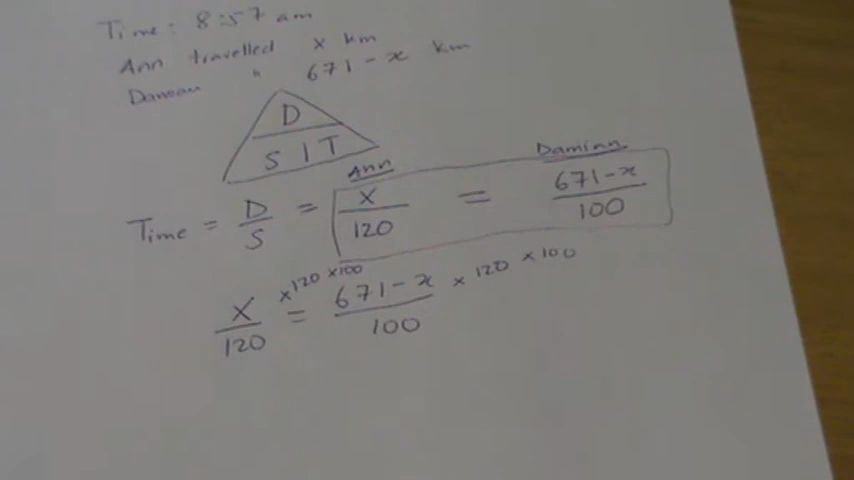 Time: 8:57 am
Ann travelled x km
Damian " 671 - x km
D
S | T
Ann Damian
Time = D/S = x/120 = 671-x/100
x/120 ×120 ×100 = 671-x/100 ×120 ×100